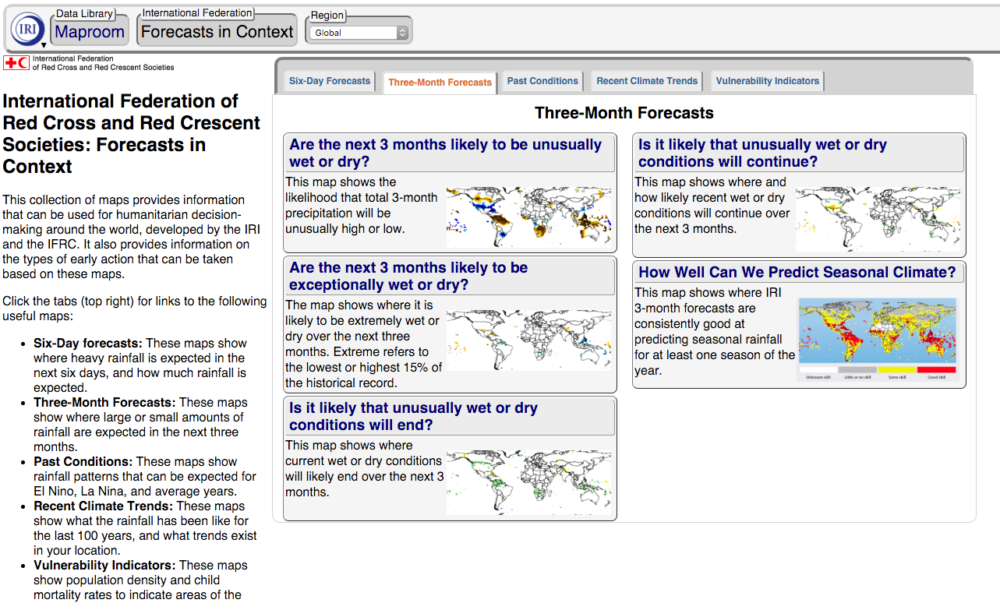 IRI
Data Library
Maproom
International Federation
Forecasts in Context
Region
Global
International Federation
of Red Cross and Red Crescent Societies
International Federation of
Red Cross and Red Crescent
Societies: Forecasts in
Context
This collection of maps provides information
that can be used for humanitarian decision-
making around the world, developed by the IRI
and the IFRC. It also provides information on
the types of early action that can be taken
based on these maps.
Click the tabs (top right) for links to the following
useful maps:
• Six-Day forecasts: These maps show
where heavy rainfall is expected in the
next six days, and how much rainfall is
expected.
• Three-Month Forecasts: These maps
show where large or small amounts of
rainfall are expected in the next three
months.
• Past Conditions: These maps show
rainfall patterns that can be expected for
El Nino, La Nina, and average years.
• Recent Climate Trends: These maps
show what the rainfall has been like for
the last 100 years, and what trends exist
in your location.
• Vulnerability Indicators: These maps
show population density and child
mortality rates to indicate areas of the
Six-Day Forecasts
Three-Month Forecasts
Past Conditions
Recent Climate Trends
Vulnerability Indicators
Three-Month Forecasts
Are the next 3 months likely to be unusually
wet or dry?
This map shows the
likelihood that total 3-month
precipitation will be
unusually high or low.
Are the next 3 months likely to be
exceptionally wet or dry?
The map shows where it is
likely to be extremely wet or
dry over the next three
months. Extreme refers to
the lowest or highest 15% of
the historical record.
Is it likely that unusually wet or dry
conditions will end?
This map shows where
current wet or dry conditions
will likely end over the next 3
months.
Is it likely that unusually wet or dry
conditions will continue?
This map shows where and
how likely recent wet or dry
conditions will continue over
the next 3 months.
How Well Can We Predict Seasonal Climate?
This map shows where IRI
3-month forecasts are
consistently good at
predicting seasonal rainfall
for at least one season of the
year.
Unknown skill
Little or no skill
Some skill
Good skill